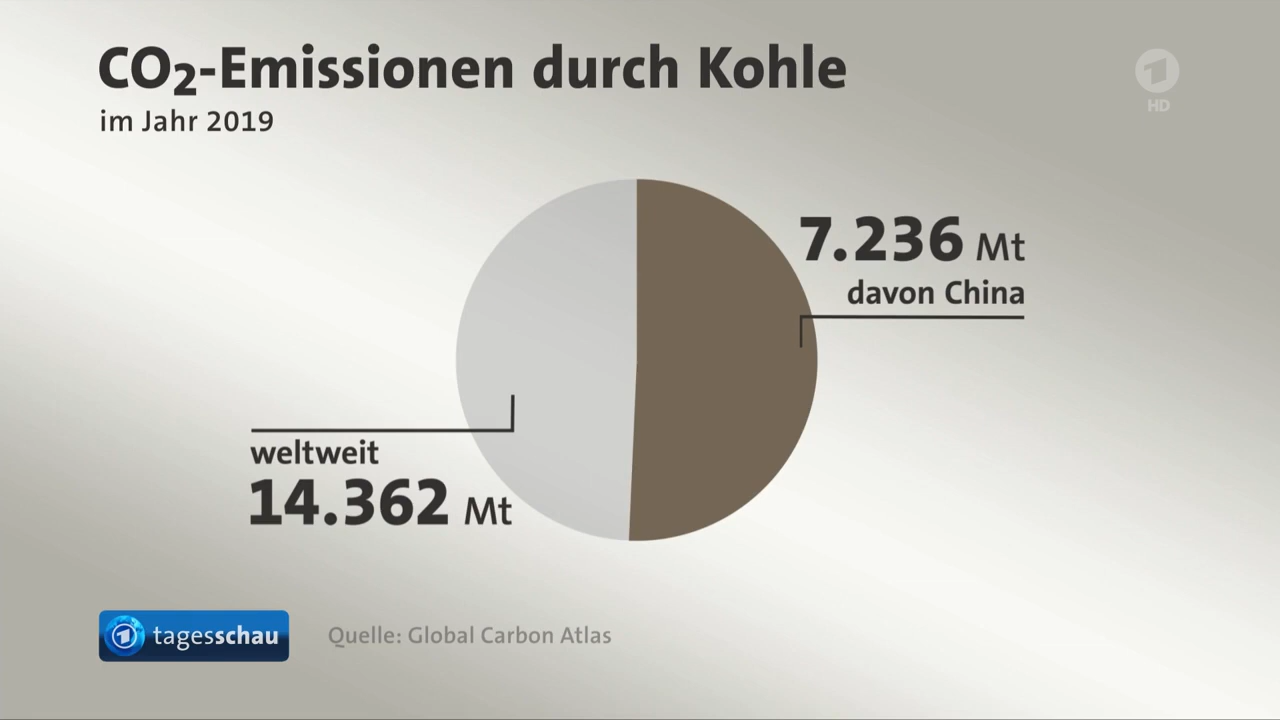 CO₂-Emissionen durch Kohle
im Jahr 2019
HD
7.236 Mt
davon China
weltweit
14.362 Mt
tagesschau
Quelle: Global Carbon Atlas